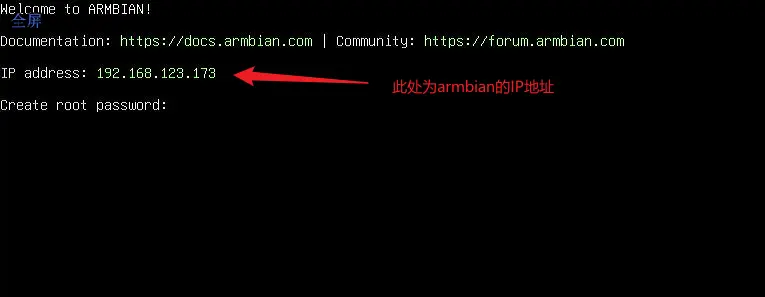 Welcome to ARMBIAN!
全屏
Documentation: https://docs.armbian.com | Community: https://forum.armbian.com
IP address: 192.168.123.173
此处为armbian的IP地址
Create root password: